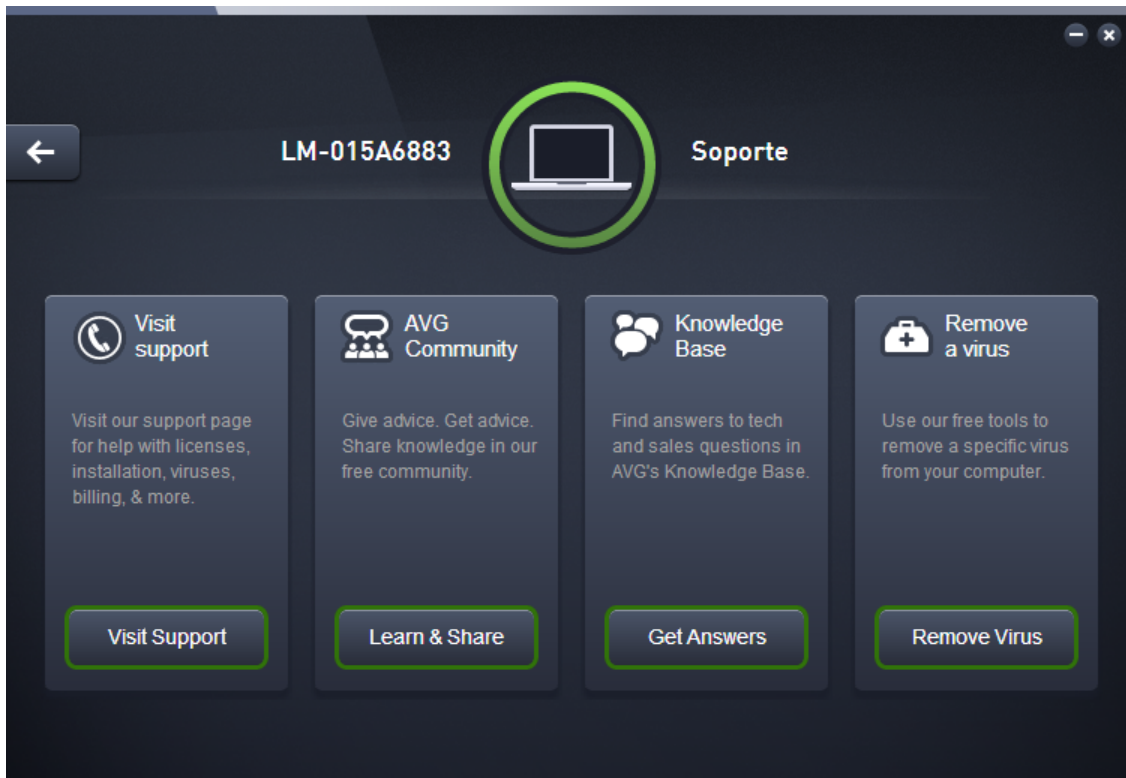 LM-015A6883
Soporte
Visit
support
Visit our support page
for help with licenses,
installation, viruses,
billing, & more.
Visit Support
AVG
Community
Give advice. Get advice.
Share knowledge in our
free community.
Learn & Share
Knowledge
Base
Find answers to tech
and sales questions in
AVG's Knowledge Base.
Get Answers
Remove
a virus
Use our free tools to
remove a specific virus
from your computer.
Remove Virus